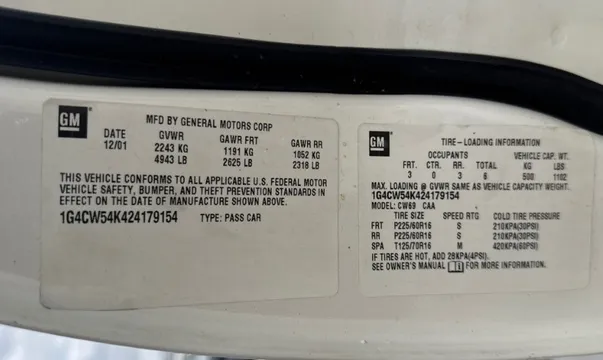 GM
MFD BY GENERAL MOTORS CORP
DATE GVWR GAWR FRT GAWR RR
12/01 2243 KG 1191 KG 1052 KG
4943 LB 2625 LB 2318 LB
THIS VEHICLE CONFORMS TO ALL APPLICABLE U.S. FEDERAL MOTOR
VEHICLE SAFETY, BUMPER, AND THEFT PREVENTION STANDARDS IN
EFFECT ON THE DATE OF MANUFACTURE SHOWN ABOVE.
1G4CW54K424179154 TYPE: PASS CAR
GM
TIRE-LOADING INFORMATION
OCCUPANTS VEHICLE CAP. WT.
FRT. CTR. RR. TOTAL KG LBS
3 0 3 6 500 1102
MAX. LOADING @ GVWR SAME AS VEHICLE CAPACITY WEIGHT.
1G4CW54K424179154
MODEL: CW69 CAA
TIRE SIZE SPEED RTG COLD TIRE PRESSURE
FRT P225/60R16 S 210KPA(30PSI)
RR P225/60R16 S 210KPA(30PSI)
SPA T125/70R16 M 420KPA(60PSI)
IF TIRES ARE HOT, ADD 28KPA(4PSI).
SEE OWNER'S MANUAL FOR MORE INFORMATION.